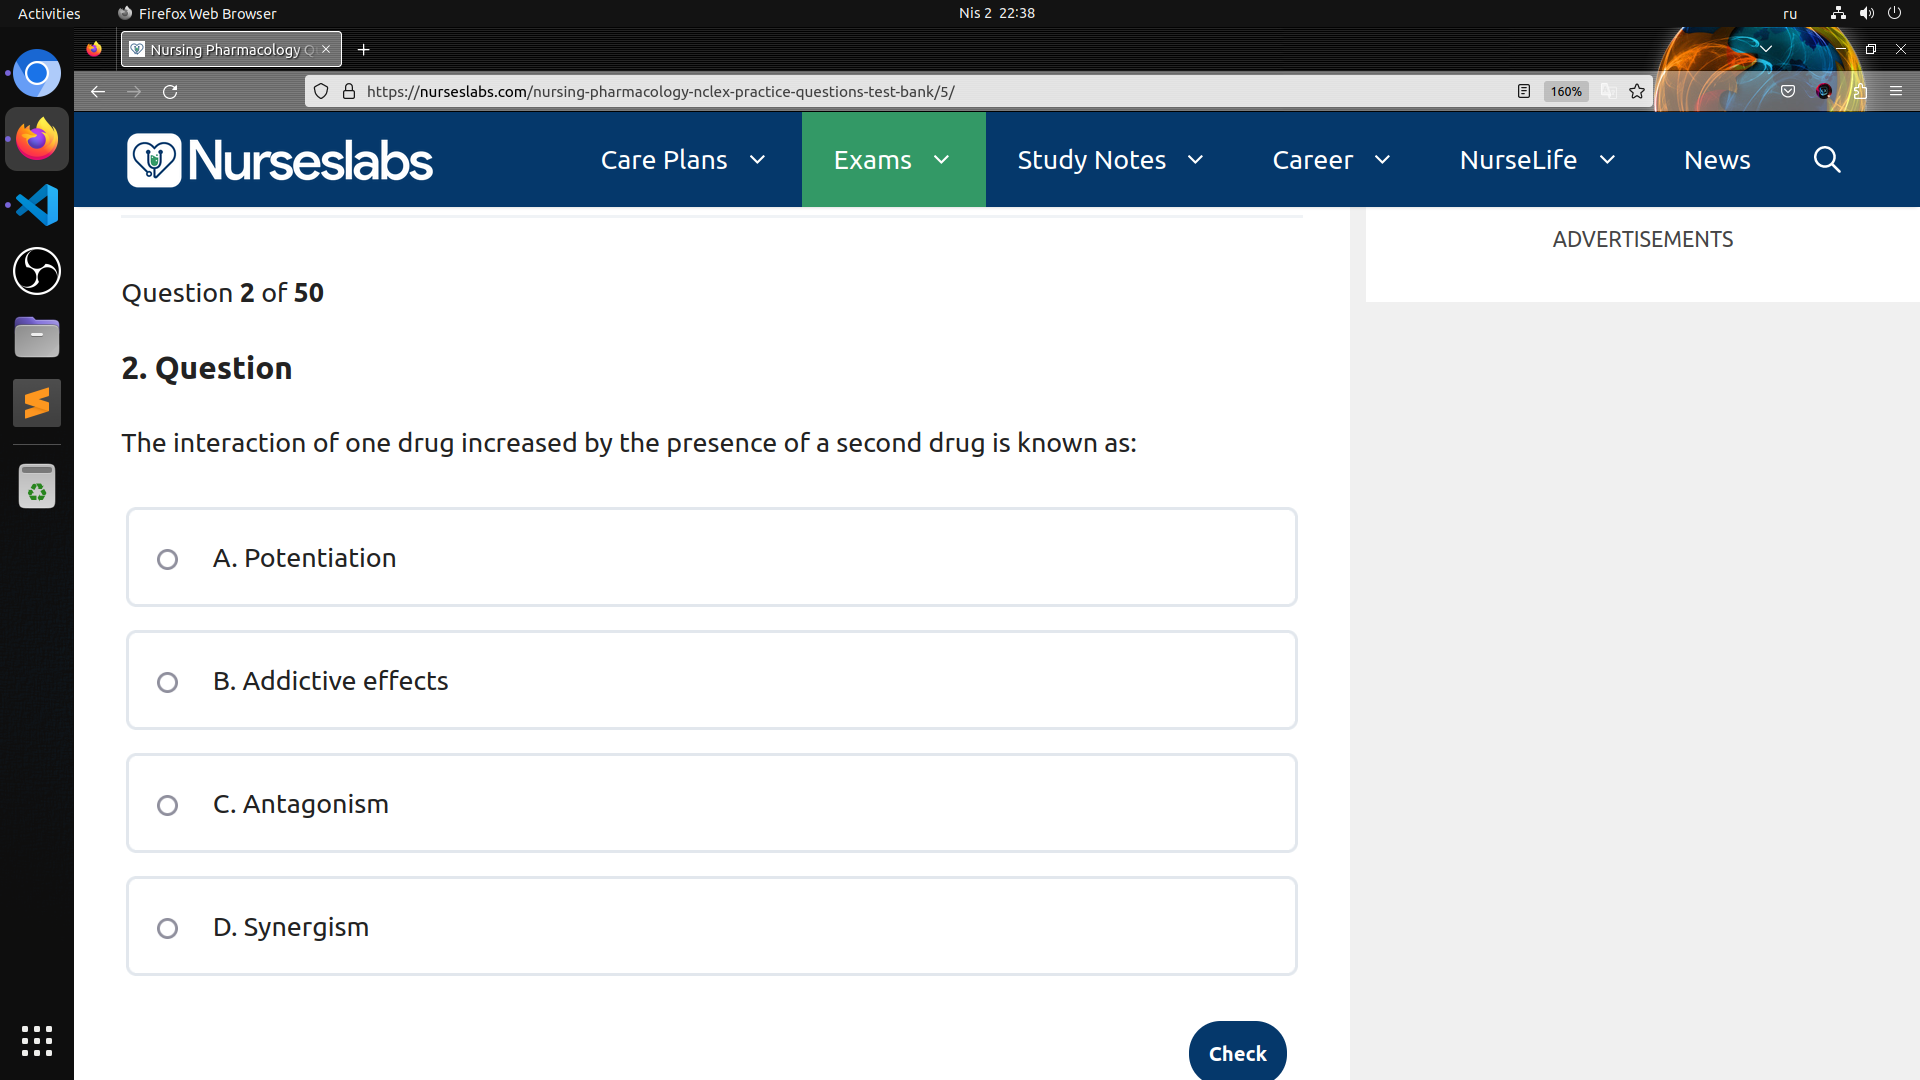 Activities
Firefox Web Browser
Nis 2 22:38
ru
Nursing Pharmacology
https://nurseslabs.com/nursing-pharmacology-nclex-practice-questions-test-bank/5/
160%
Nurseslabs
Care Plans
Exams
Study Notes
Career
NurseLife
News
ADVERTISEMENTS
Question 2 of 50
2. Question
The interaction of one drug increased by the presence of a second drug is known as:
A. Potentiation
B. Addictive effects
C. Antagonism
D. Synergism
Check